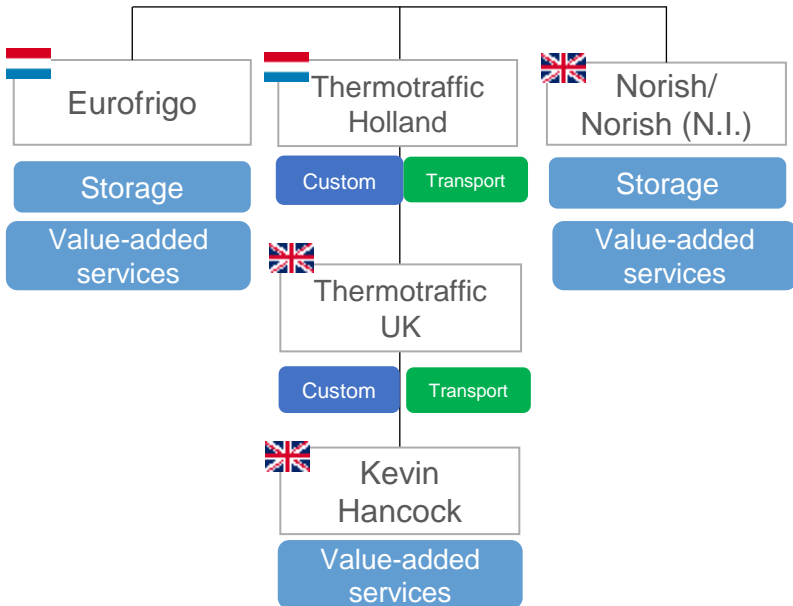 Eurofrigo
Thermotraffic
Holland
Norish/
Norish (N.I.)
Storage
Custom
Transport
Storage
Value-added
services
Value-added
services
Thermotraffic
UK
Custom
Transport
Kevin
Hancock
Value-added
services